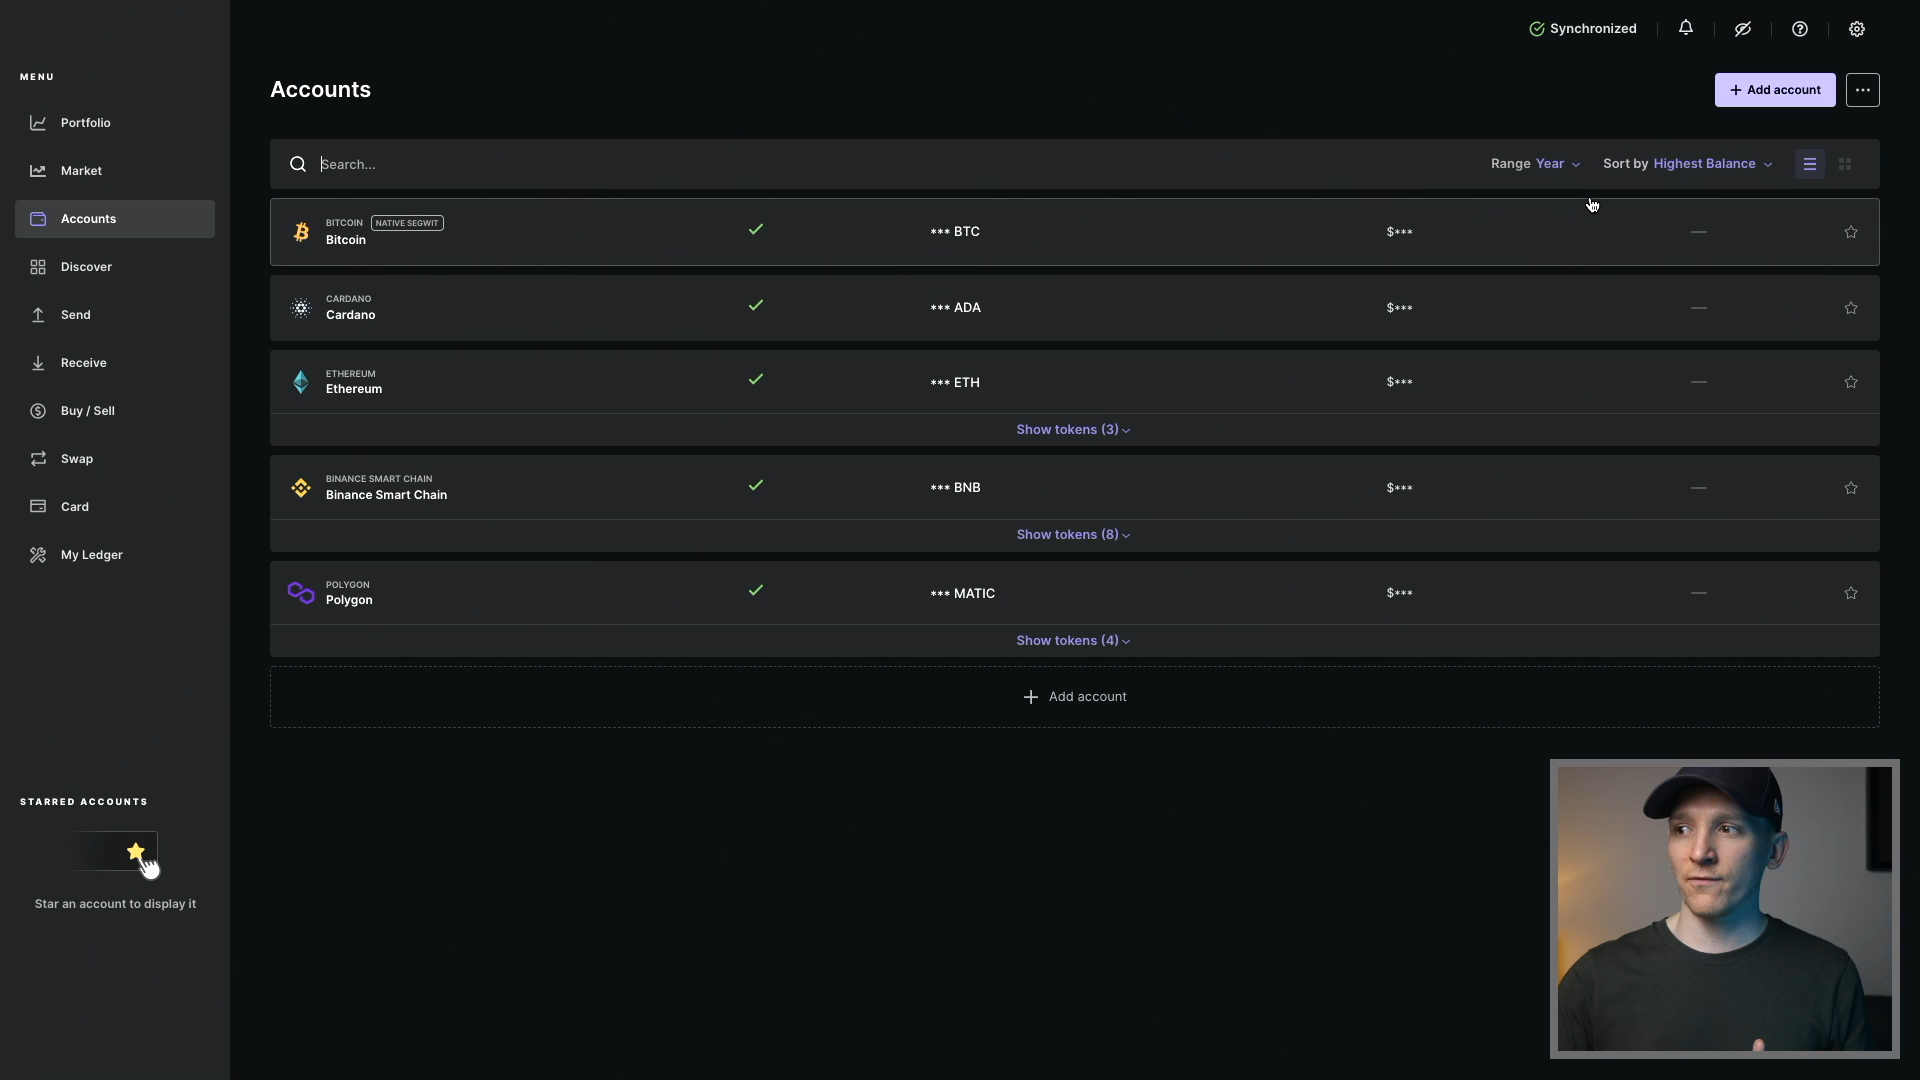 Synchronized
MENU
Portfolio
Market
Accounts
Discover
Send
Receive
Buy / Sell
Swap
Card
My Ledger
STARRED ACCOUNTS
Star an account to display it
Accounts
+ Add account
Search...
Range Year
Sort by Highest Balance
BITCOIN NATIVE SEGWIT
Bitcoin
*** BTC
$***
—
CARDANO
Cardano
*** ADA
$***
—
ETHEREUM
Ethereum
*** ETH
$***
—
Show tokens (3)
BINANCE SMART CHAIN
Binance Smart Chain
*** BNB
$***
—
Show tokens (8)
POLYGON
Polygon
*** MATIC
$***
—
Show tokens (4)
+ Add account